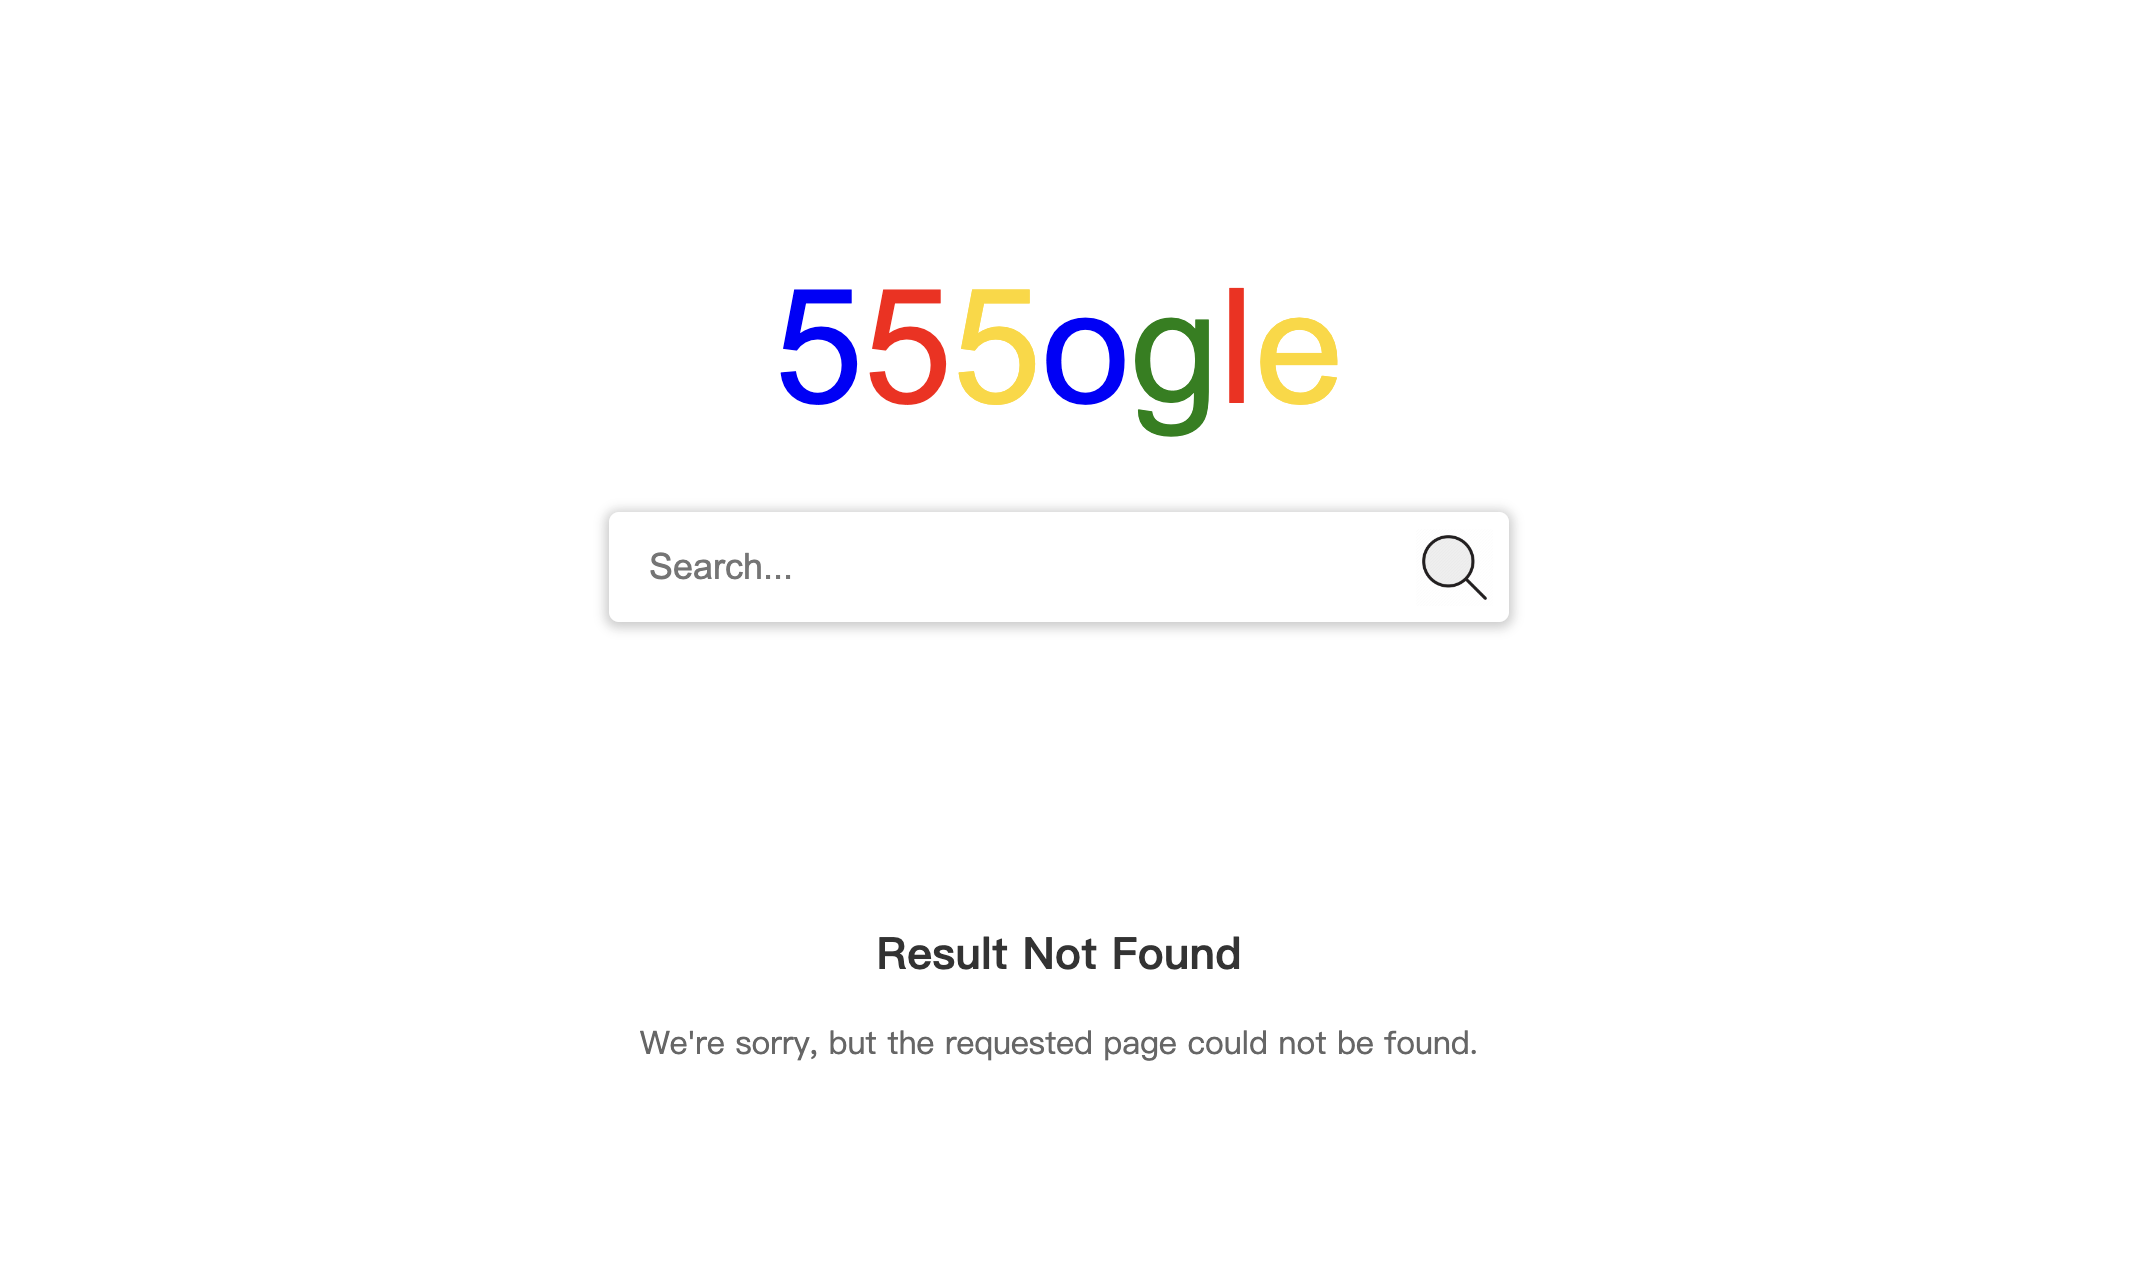 555ogle
Search...
Result Not Found
We're sorry, but the requested page could not be found.